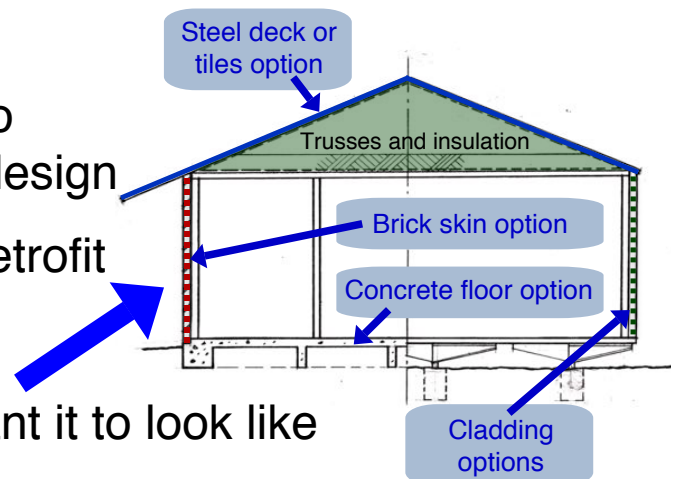 Steel deck or
tiles option
o
design
Trusses and insulation
etrofit
Brick skin option
Concrete floor option
nt it to look like
Cladding
options